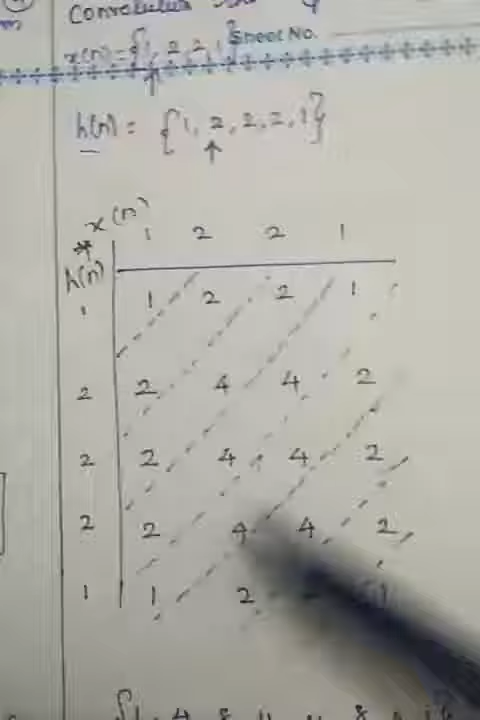 Convolution
x(n) = {1, 2, 2, 1} Sheet No.
↑
h(n) = {1, 2, 2, 2, 1}
↑
x(n)
* 1 2 2 1
h(n)
1 1 2 2 1
2 2 4 4 2
2 2 4 4 2
2 2 4 4 2
1 1 2 1